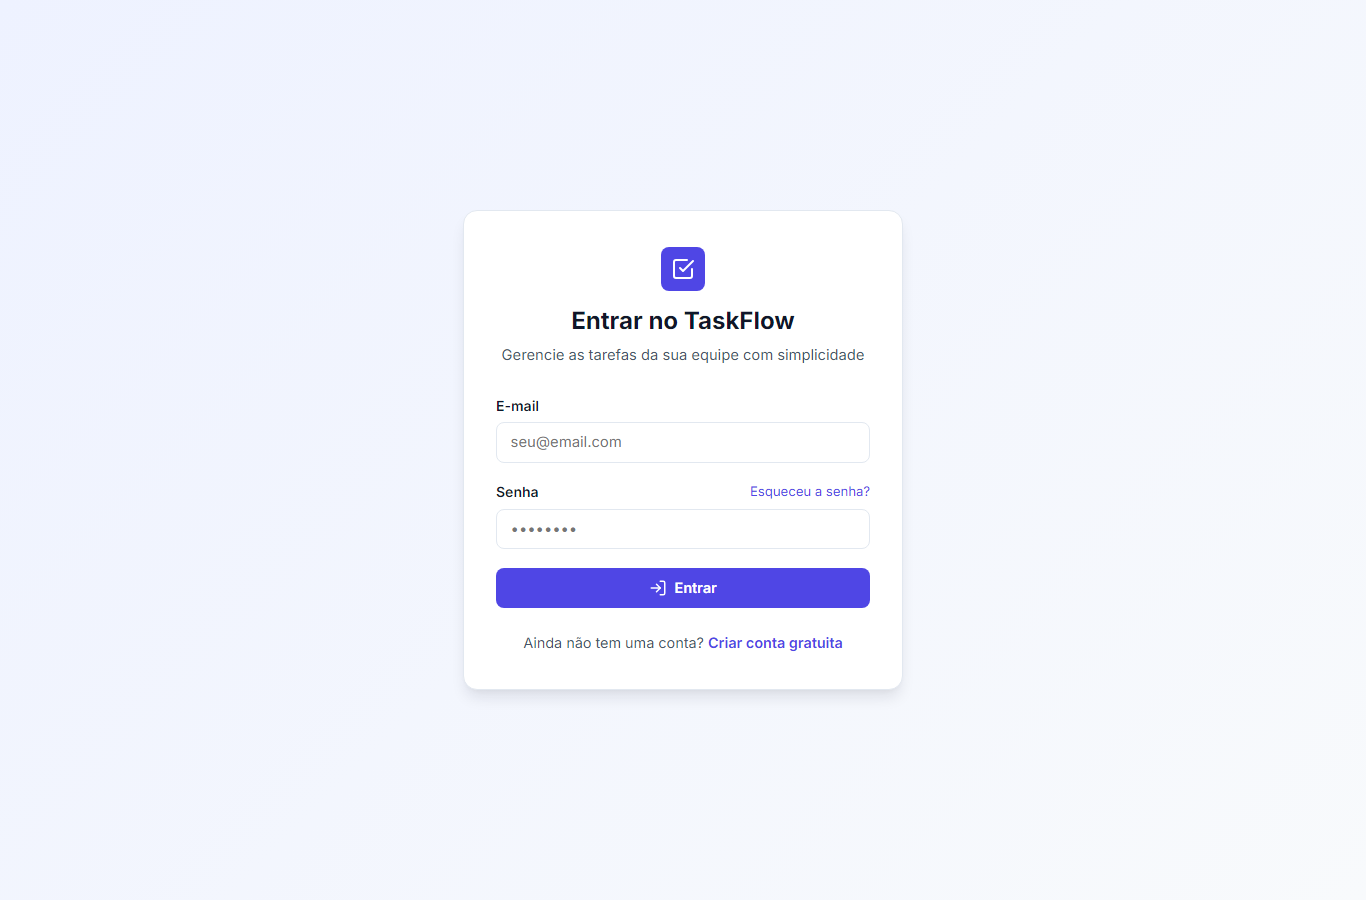 Entrar no TaskFlow
Gerencie as tarefas da sua equipe com simplicidade
E-mail
seu@email.com
Senha Esqueceu a senha?
••••••••
Entrar
Ainda não tem uma conta? Criar conta gratuita